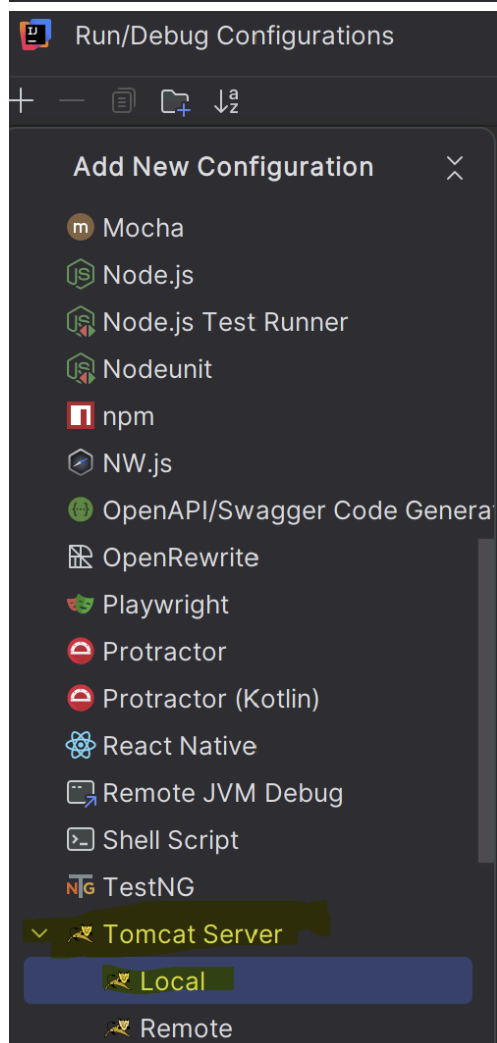 Run/Debug Configurations
Add New Configuration
Mocha
Node.js
Node.js Test Runner
Nodeunit
npm
NW.js
OpenAPI/Swagger Code Genera
OpenRewrite
Playwright
Protractor
Protractor (Kotlin)
React Native
Remote JVM Debug
Shell Script
TestNG
Tomcat Server
Local
Remote